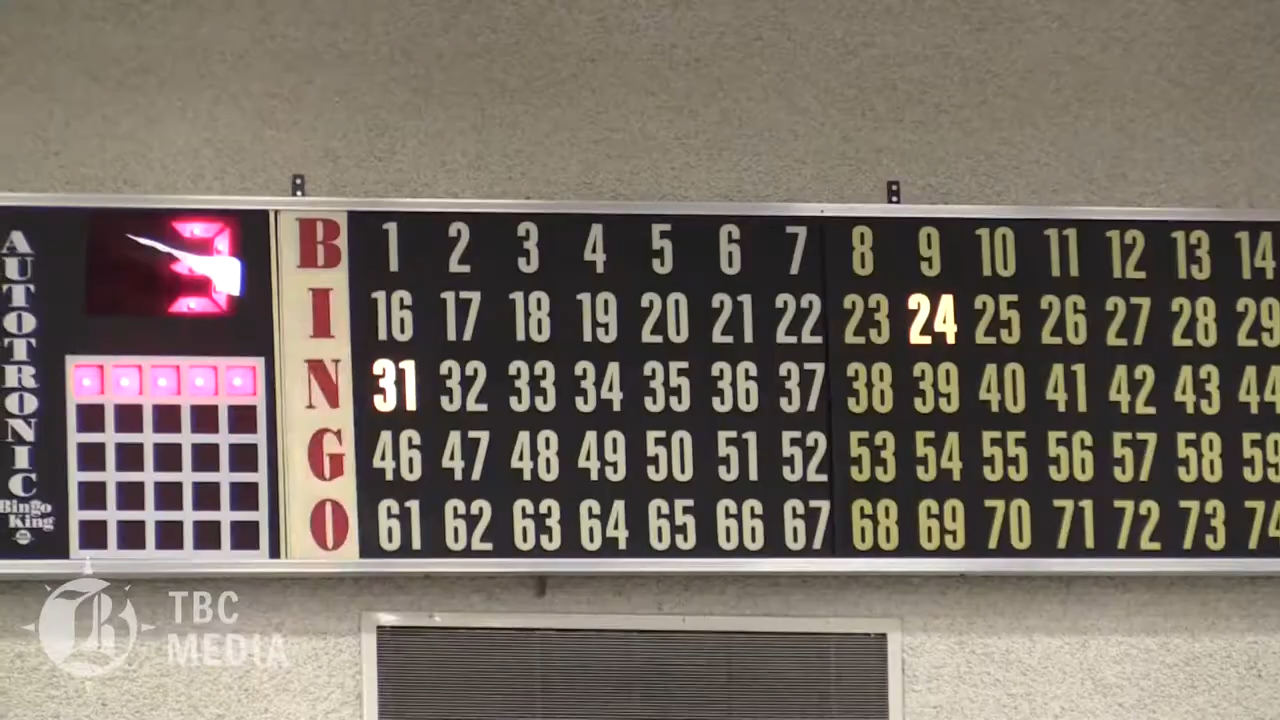 AUTOTRONIC
Bingo
King
3
B 1 2 3 4 5 6 7 8 9 10 11 12 13 14
I 16 17 18 19 20 21 22 23 24 25 26 27 28 29
N 31 32 33 34 35 36 37 38 39 40 41 42 43 44
G 46 47 48 49 50 51 52 53 54 55 56 57 58 59
O 61 62 63 64 65 66 67 68 69 70 71 72 73 74
B
TBC
MEDIA